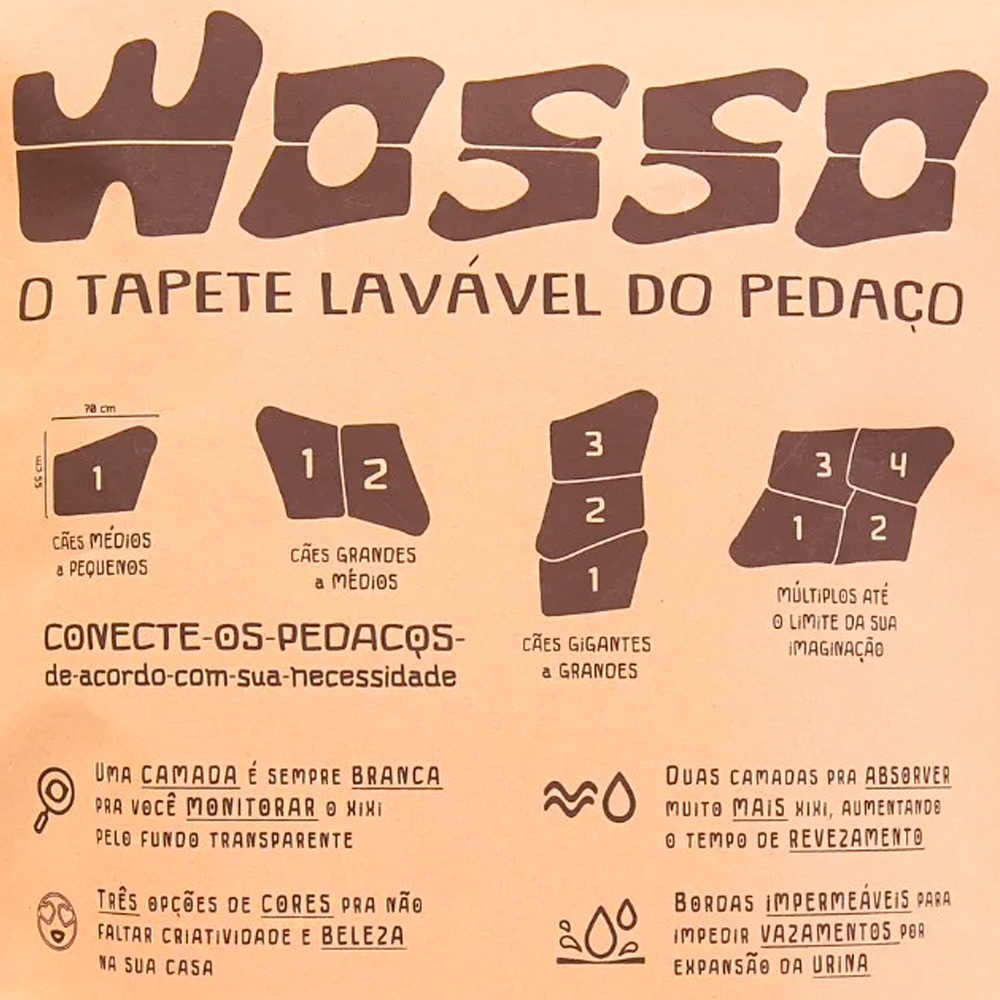 WOSSO
O TAPETE LAVÁVEL DO PEDAÇO
70 cm
55 cm
1
CÃES MÉDIOS
a PEQUENOS
1 2
CÃES GRANDES
a MÉDIOS
3
2
1
CÃES GIGANTES
a GRANDES
3 4
1 2
MÚLTIPLOS ATÉ
O LIMITE DA SUA
IMAGINAÇÃO
CONECTE-OS-PEDAÇOS-
de-acordo-com-sua-necessidade
UMA CAMADA É SEMPRE BRANCA
PRA VOCÊ MONITORAR O XIXI
PELO FUNDO TRANSPARENTE
DUAS CAMADAS PRA ABSORVER
MUITO MAIS XIXI, AUMENTANDO
O TEMPO DE REVEZAMENTO
TRÊS OPÇÕES DE CORES PRA NÃO
FALTAR CRIATIVIDADE E BELEZA
NA SUA CASA
BORDAS IMPERMEÁVEIS PARA
IMPEDIR VAZAMENTOS POR
EXPANSÃO DA URINA